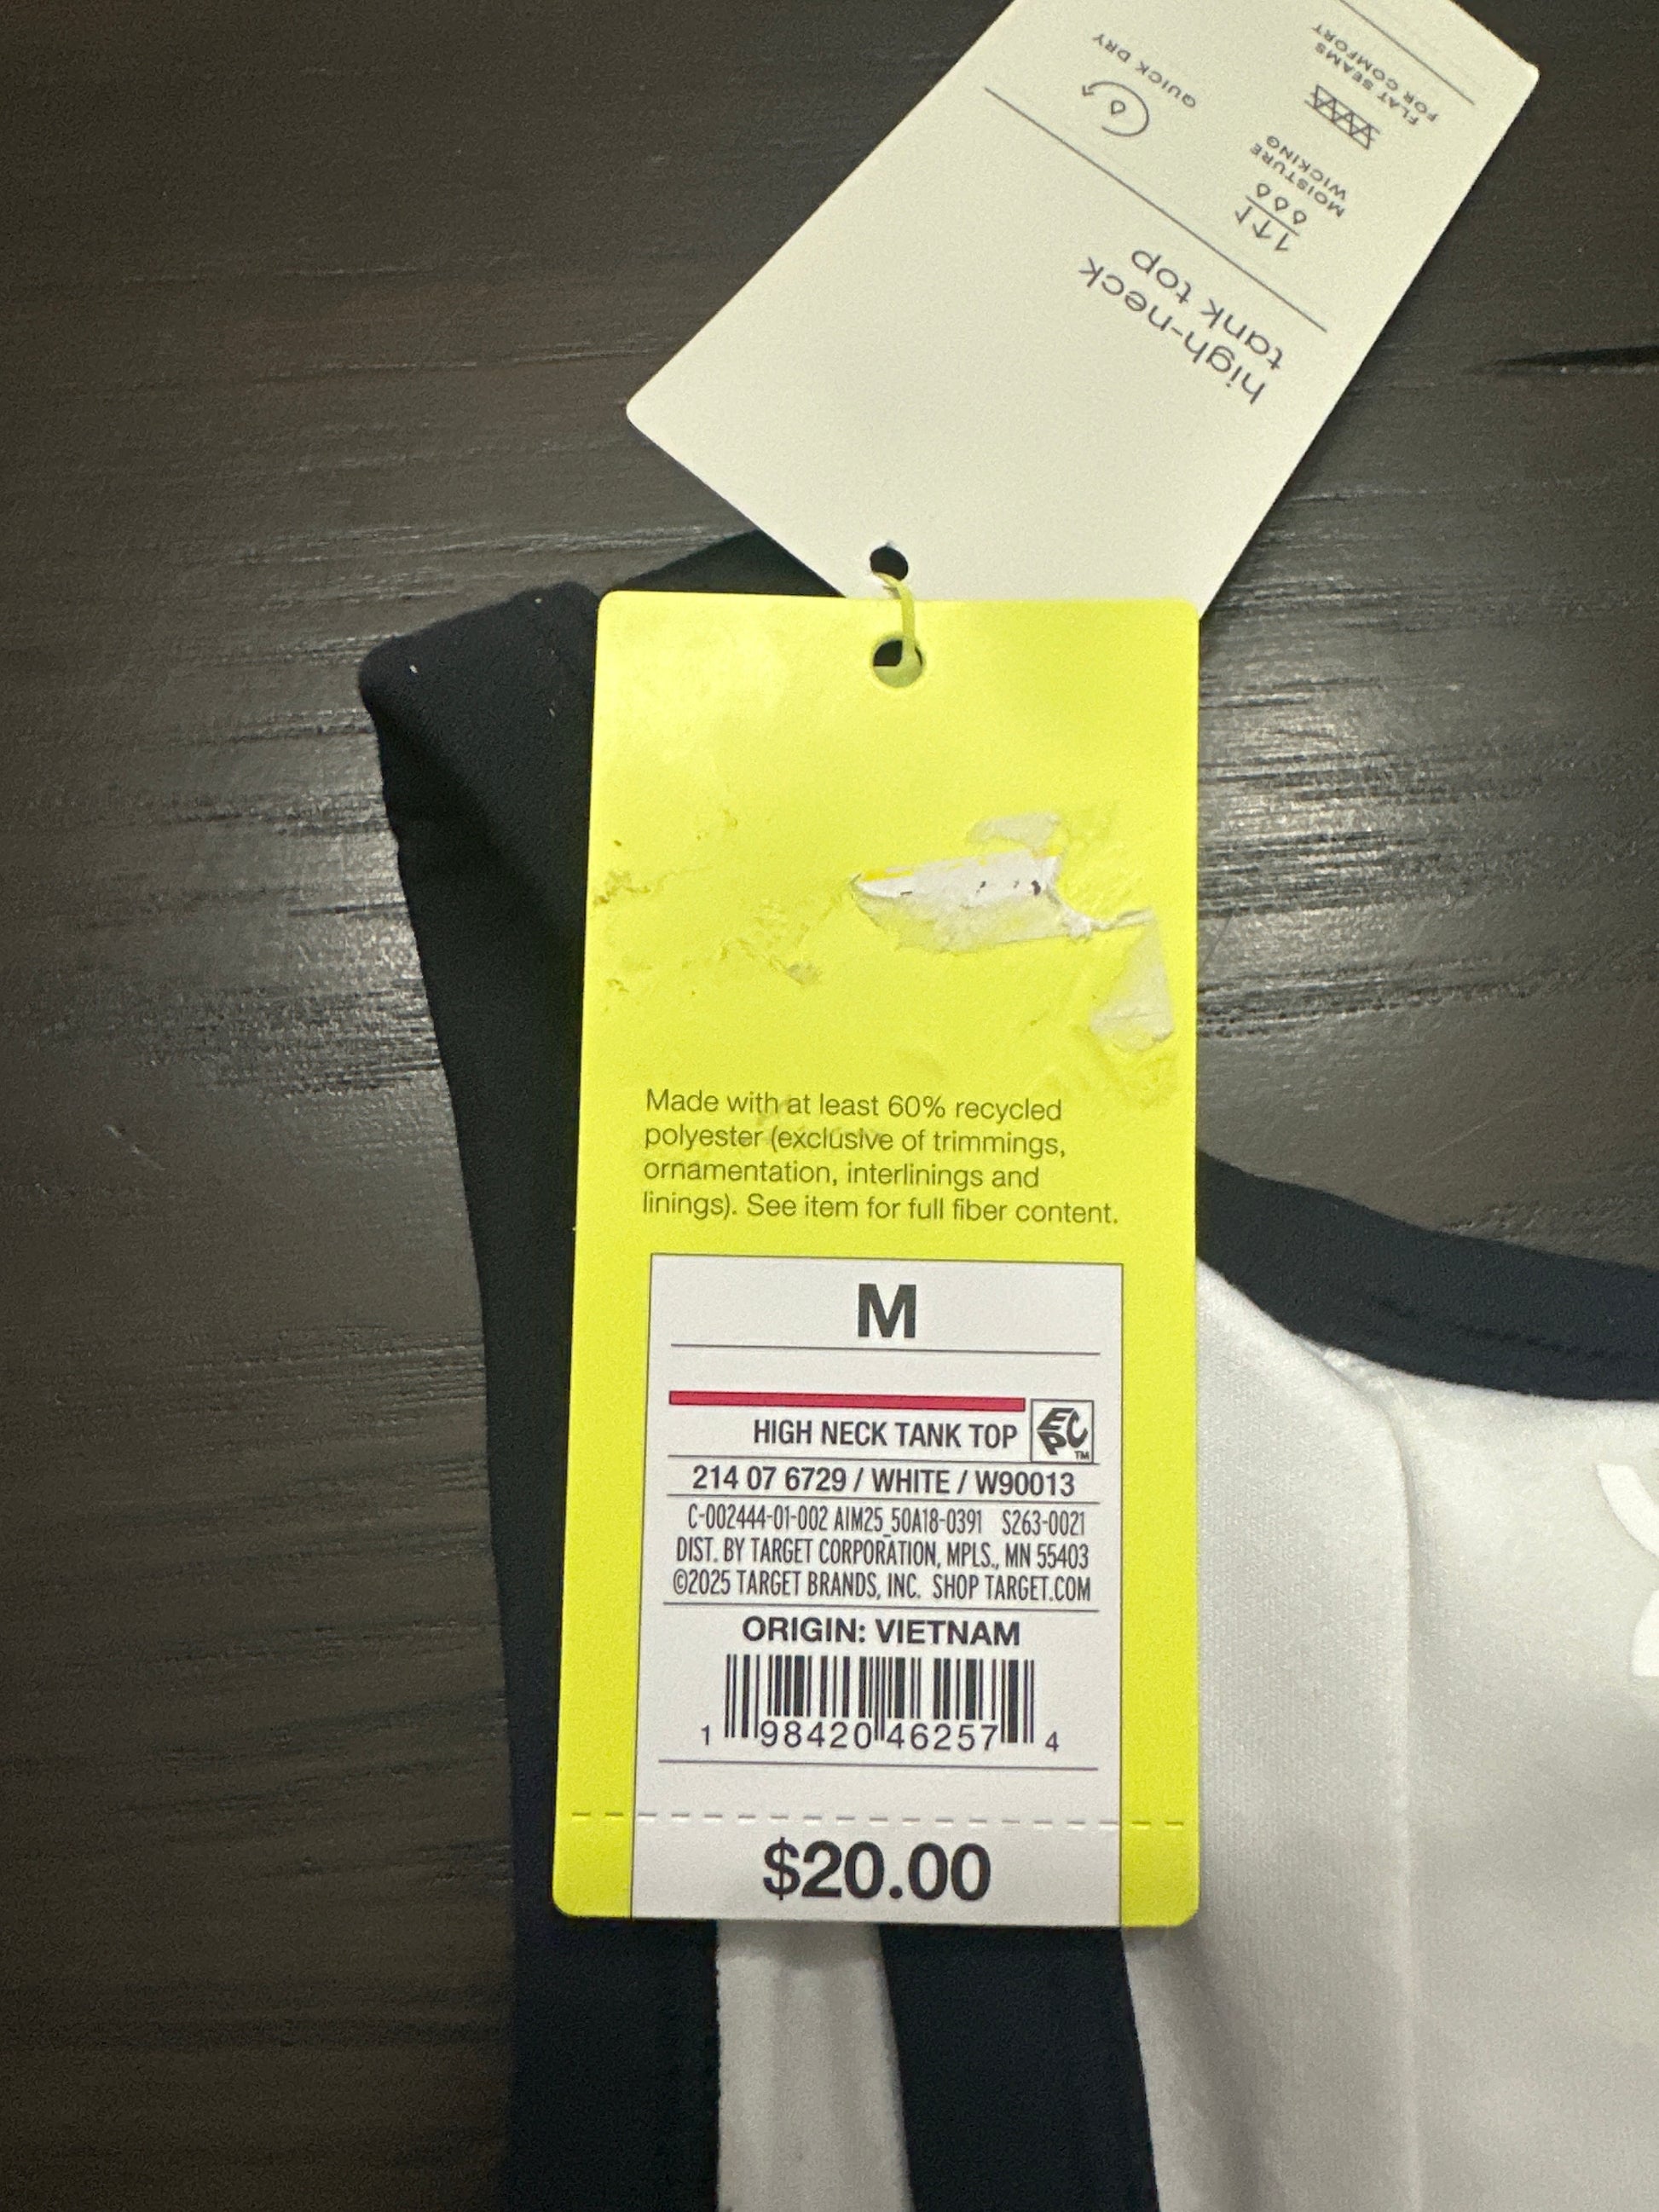 high-neck
tank top
MOISTURE
WICKING
QUICK DRY
FLAT SEAMS
FOR COMFORT
Made with at least 60% recycled
polyester (exclusive of trimmings,
ornamentation, interlinings and
linings). See item for full fiber content.
M
HIGH NECK TANK TOP
EPC™
214 07 6729 / WHITE / W90013
C-002444-01-002 AIM25_50A18-0391 S263-0021
DIST. BY TARGET CORPORATION, MPLS., MN 55403
©2025 TARGET BRANDS, INC. SHOP TARGET.COM
ORIGIN: VIETNAM
1 98420 46257 4
$20.00